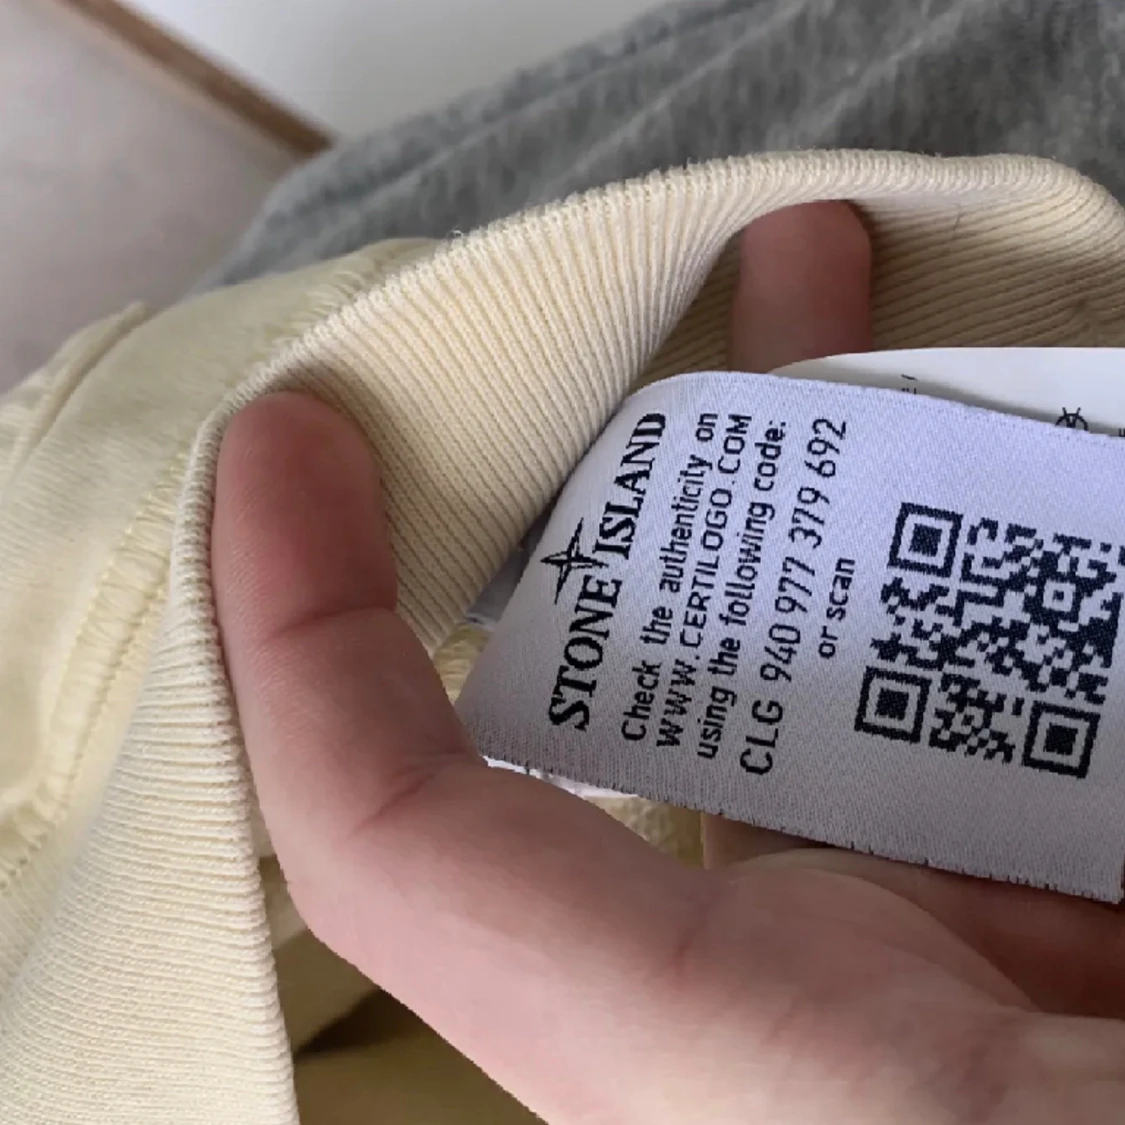 STONE ISLAND
Check the authenticity on
WWW.CERTILOGO.COM
using the following code:
CLG 940 977 379 692
or scan